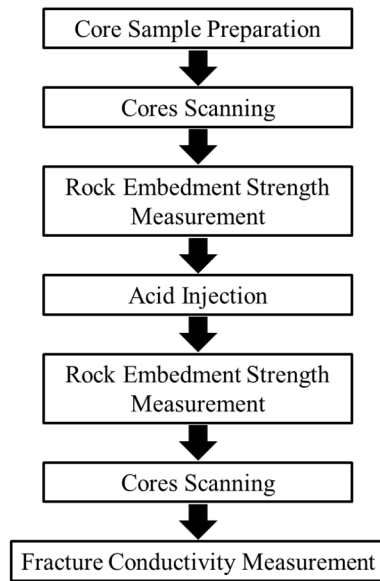 Core Sample Preparation
Cores Scanning
Rock Embedment Strength
Measurement
Acid Injection
Rock Embedment Strength
Measurement
Cores Scanning
Fracture Conductivity Measurement